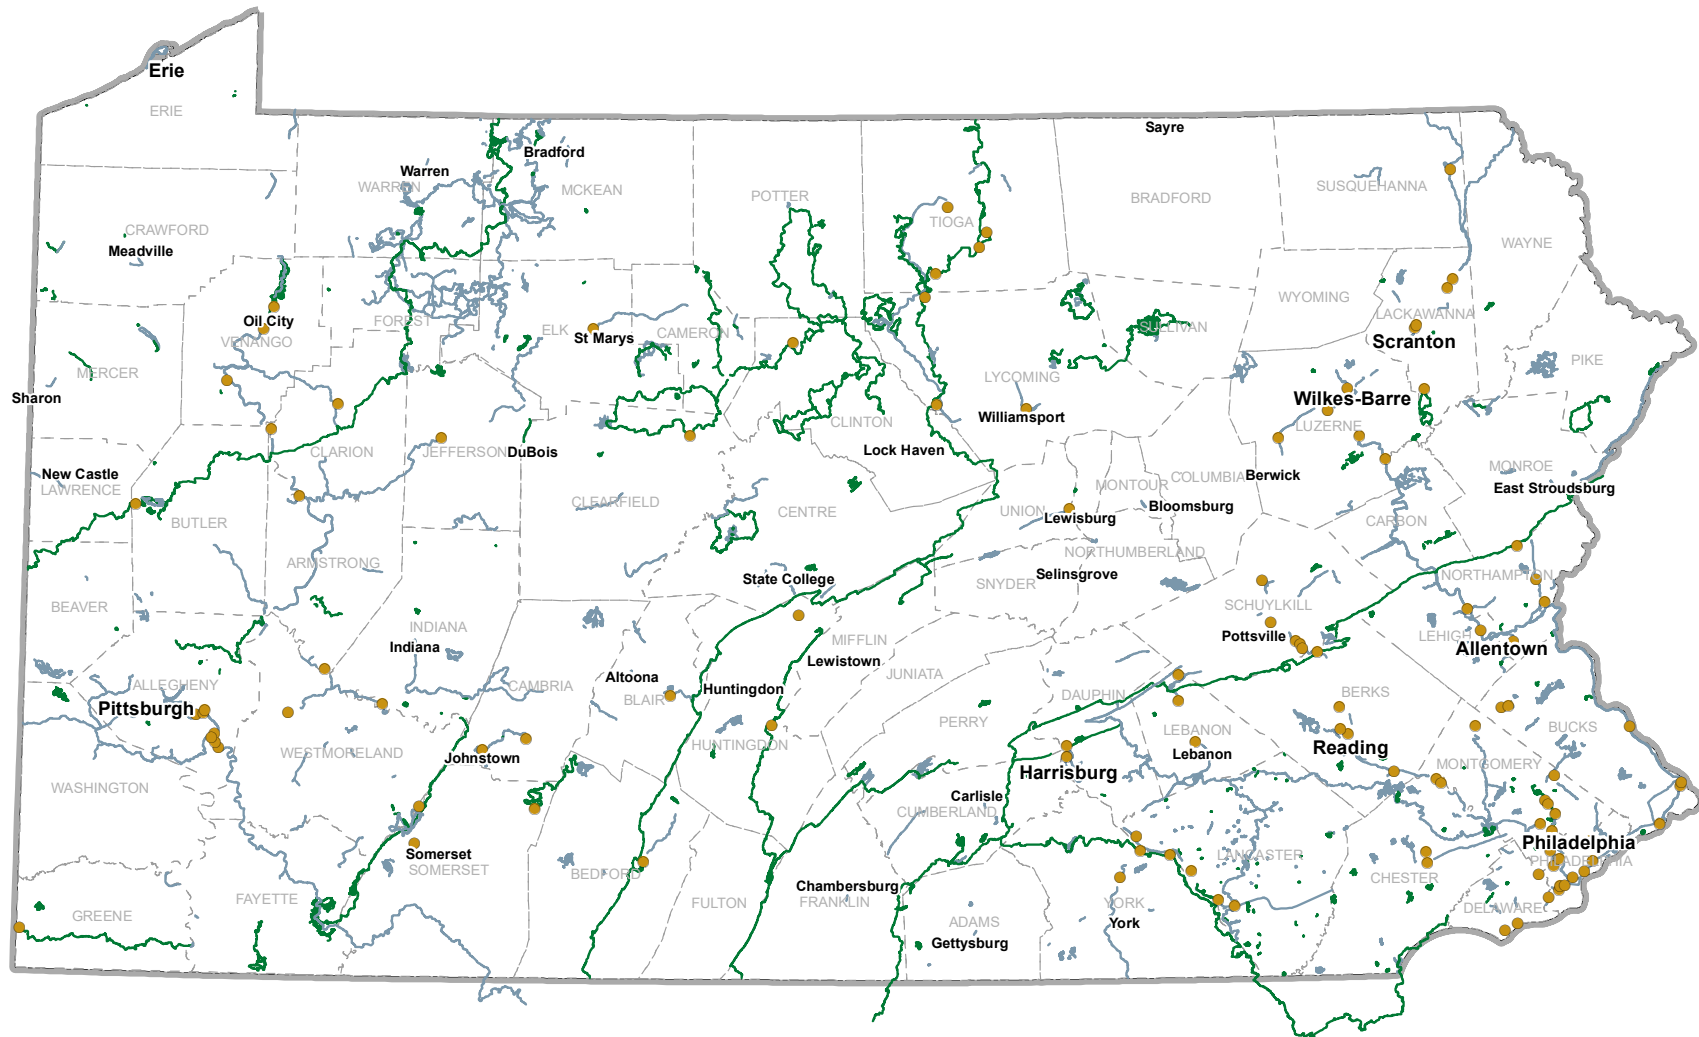 Erie
ERIE
Sayre
Bradford
Warren
WARREN
MCKEAN
POTTER
TIOGA
BRADFORD
SUSQUEHANNA
WAYNE
CRAWFORD
Meadville
WYOMING
LACKAWANNA
Scranton
Oil City
VENANGO
FOREST
ELK
St Marys
CAMERON
SULLIVAN
PIKE
MERCER
Sharon
LYCOMING
Williamsport
Wilkes-Barre
LUZERNE
CLINTON
Lock Haven
CLARION
JEFFERSON
DuBois
New Castle
LAWRENCE
BUTLER
CLEARFIELD
CENTRE
UNION
Lewisburg
MONTOUR
COLUMBIA
Bloomsburg
Berwick
MONROE
East Stroudsburg
CARBON
ARMSTRONG
NORTHUMBERLAND
Selinsgrove
SNYDER
State College
NORTHAMPTON
BEAVER
SCHUYLKILL
Pottsville
LEHIGH
Allentown
INDIANA
Indiana
MIFFLIN
Lewistown
JUNIATA
Altoona
BLAIR
Huntingdon
HUNTINGDON
ALLEGHENY
Pittsburgh
CAMBRIA
DAUPHIN
PERRY
LEBANON
Lebanon
BERKS
Reading
BUCKS
MONTGOMERY
WESTMORELAND
Johnstown
Harrisburg
WASHINGTON
Carlisle
CUMBERLAND
Somerset
SOMERSET
BEDFORD
LANCASTER
Philadelphia
PHILADELPHIA
CHESTER
DELAWARE
Chambersburg
FRANKLIN
FULTON
FAYETTE
GREENE
ADAMS
Gettysburg
YORK
York